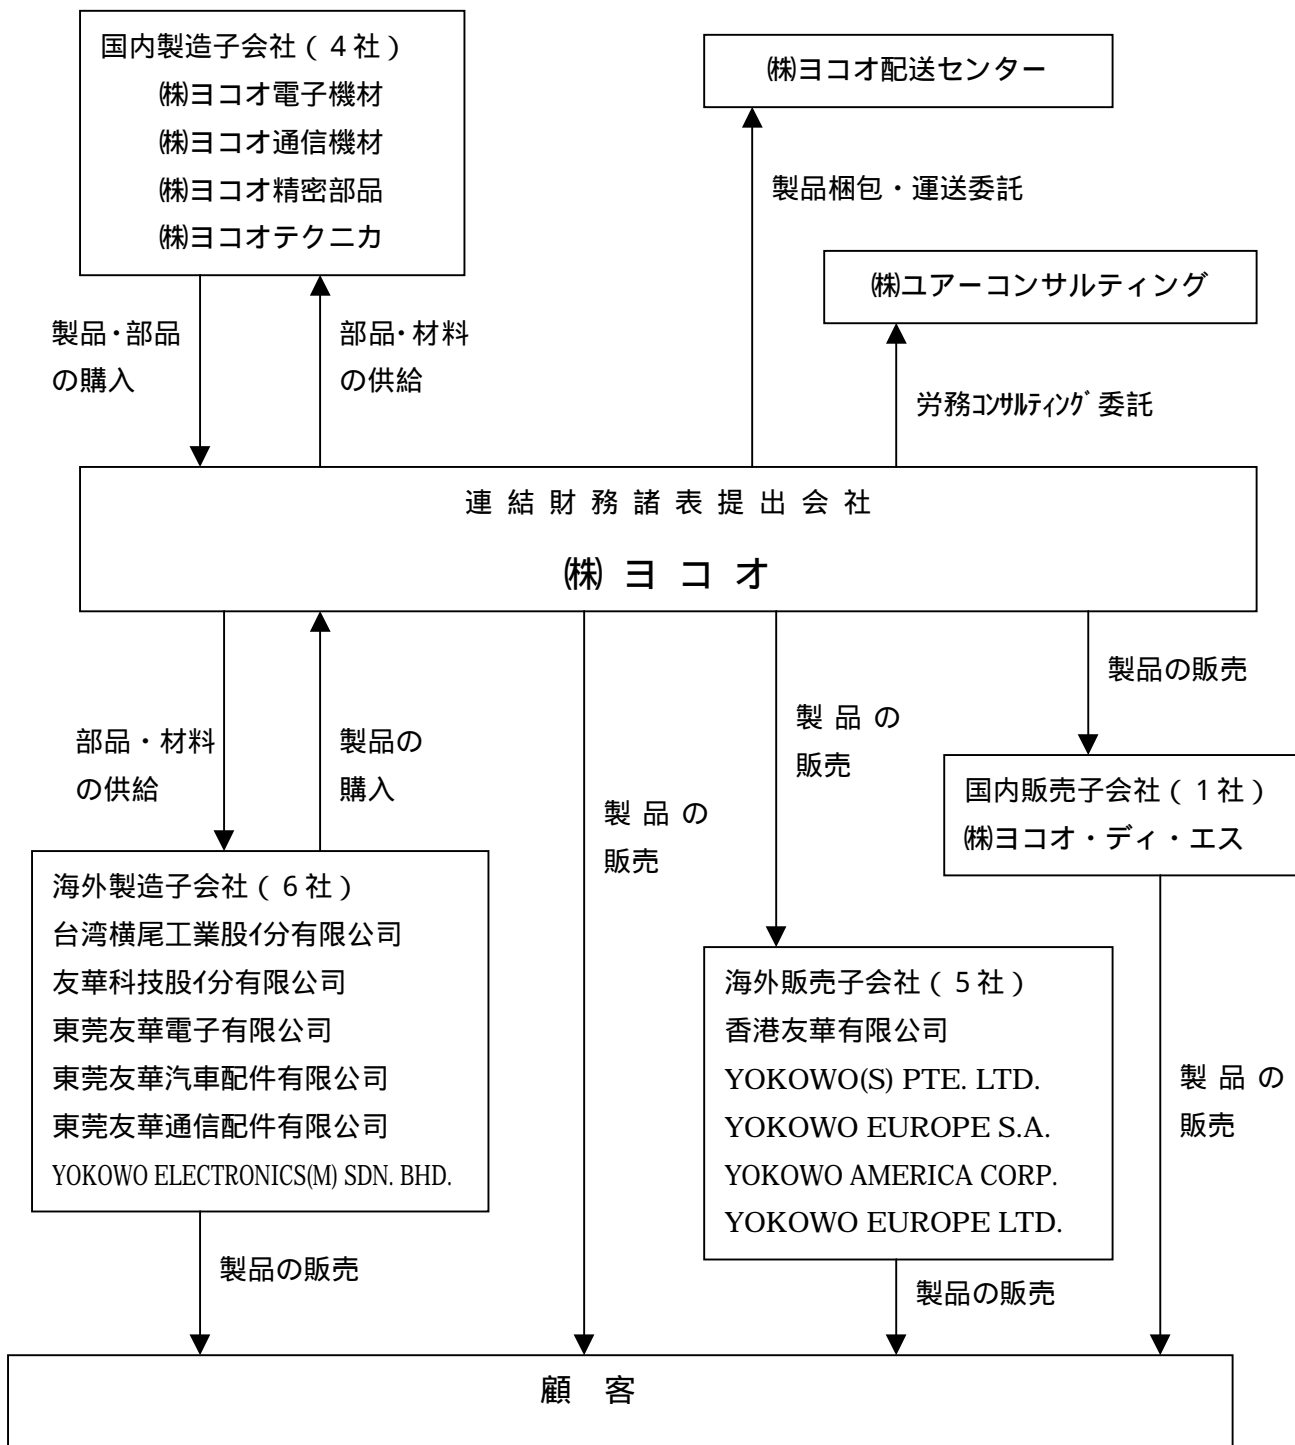 国内製造子会社（４社）
㈱ヨコオ電子機材
㈱ヨコオ通信機材
㈱ヨコオ精密部品
㈱ヨコオテクニカ
㈱ヨコオ配送センター
製品梱包・運送委託
㈱ユアーコンサルティング
労務ｺﾝｻﾙﾃｨﾝｸﾞ委託
製品・部品
の購入
部品・材料
の供給
連結財務諸表提出会社
㈱ヨコオ
部品・材料
の供給
製品の
購入
製品の
販売
製品の
販売
製品の販売
国内販売子会社（１社）
㈱ヨコオ・ディ・エス
海外製造子会社（６社）
台湾横尾工業股ｲ分有限公司
友華科技股ｲ分有限公司
東莞友華電子有限公司
東莞友華汽車配件有限公司
東莞友華通信配件有限公司
YOKOWO ELECTRONICS(M) SDN. BHD.
海外販売子会社（５社）
香港友華有限公司
YOKOWO(S) PTE. LTD.
YOKOWO EUROPE S.A.
YOKOWO AMERICA CORP.
YOKOWO EUROPE LTD.
製品の
販売
製品の販売
製品の販売
顧　客